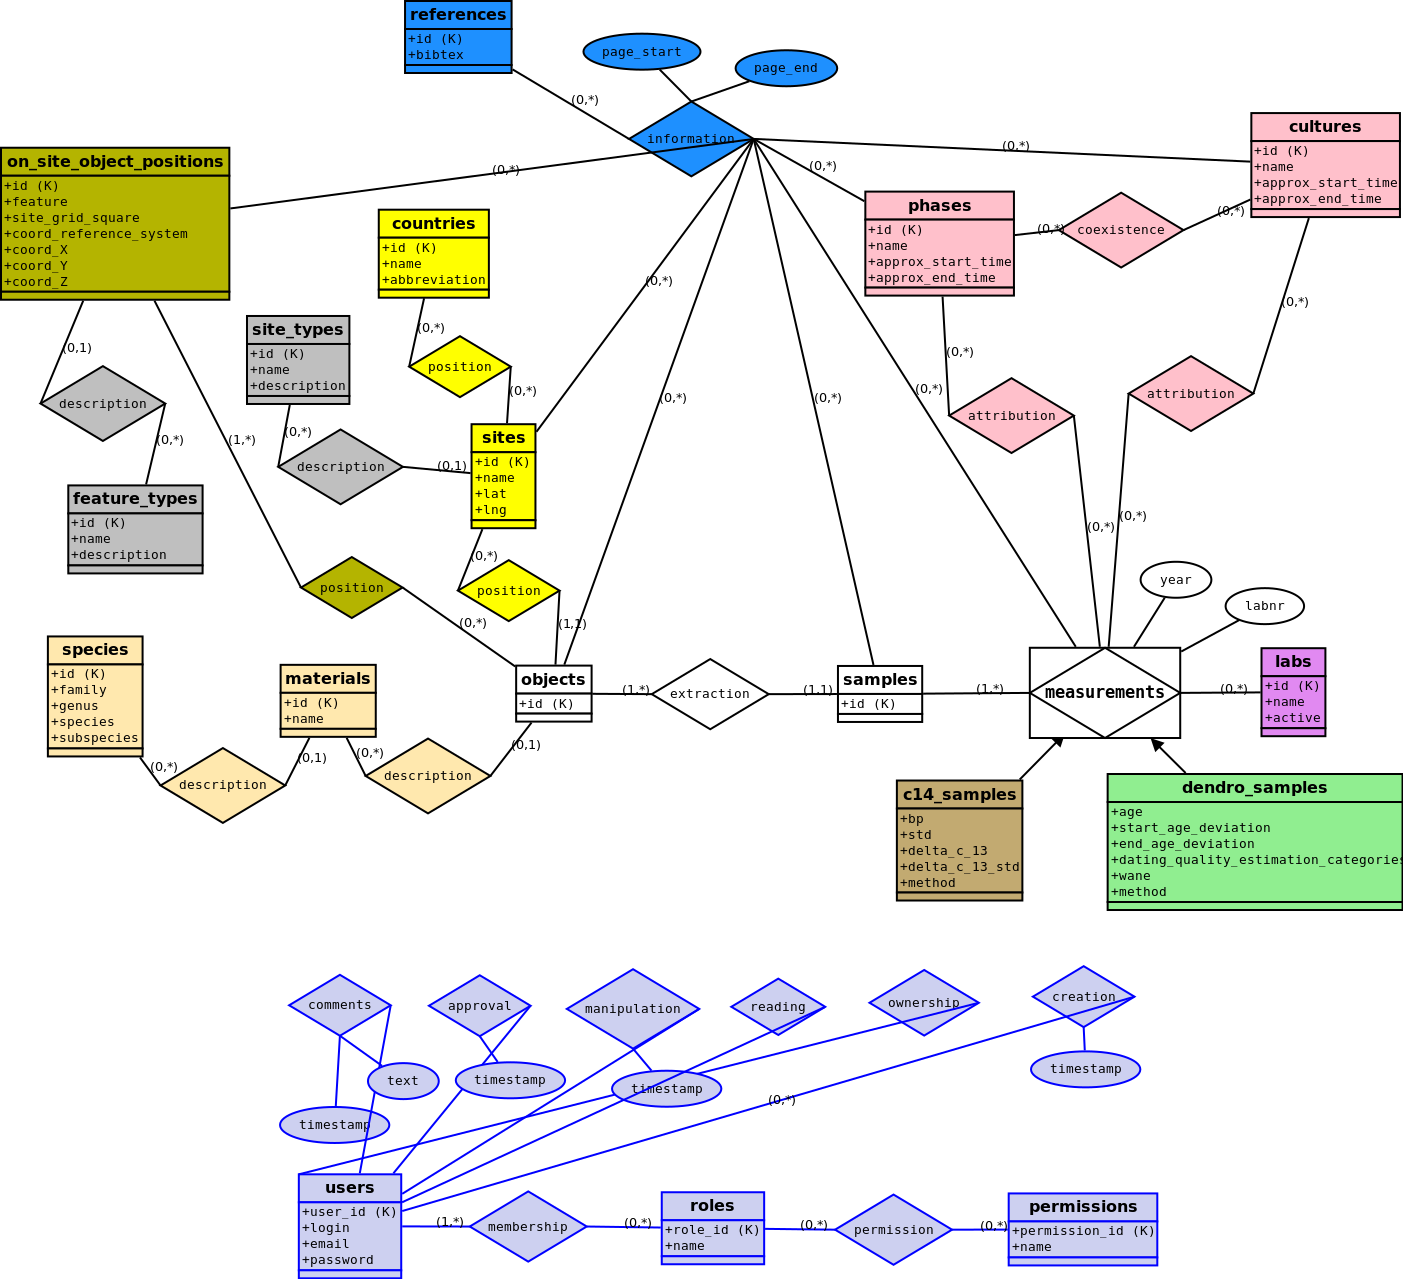 references
+id (K)
+bibtex
page_start
page_end
(0,*)
information
cultures
+id (K)
+name
+approx_start_time
+approx_end_time
(0,*)
(0,*)
on_site_object_positions
+id (K)
+feature
+site_grid_square
+coord_reference_system
+coord_X
+coord_Y
+coord_Z
(0,*)
phases
+id (K)
+name
+approx_start_time
+approx_end_time
(0,*)
coexistence
(0,*)
countries
+id (K)
+name
+abbreviation
(0,*)
(0,*)
(0,*)
site_types
+id (K)
+name
+description
(0,*)
(0,1)
(0,*)
position
(0,*)
(0,*)
(0,*)
(0,*)
(0,*)
attribution
attribution
description
(0,*)
(1,*)
(0,*)
description
(0,1)
sites
+id (K)
+name
+lat
+lng
feature_types
+id (K)
+name
+description
(0,*)
(0,*)
(0,*)
position
position
(0,*)
(1,1)
year
labnr
species
+id (K)
+family
+genus
+species
+subspecies
materials
+id (K)
+name
objects
+id (K)
(1,*)
extraction
(1,1)
samples
+id (K)
(1,*)
measurements
(0,*)
labs
+id (K)
+name
+active
(0,*)
description
(0,1)
(0,*)
description
(0,1)
c14_samples
+bp
+std
+delta_c_13
+delta_c_13_std
+method
dendro_samples
+age
+start_age_deviation
+end_age_deviation
+dating_quality_estimation_categories
+wane
+method
comments
approval
manipulation
reading
ownership
creation
text
timestamp
timestamp
timestamp
timestamp
(0,*)
users
+user_id (K)
+login
+email
+password
(1,*)
membership
(0,*)
roles
+role_id (K)
+name
(0,*)
permission
(0,*)
permissions
+permission_id (K)
+name